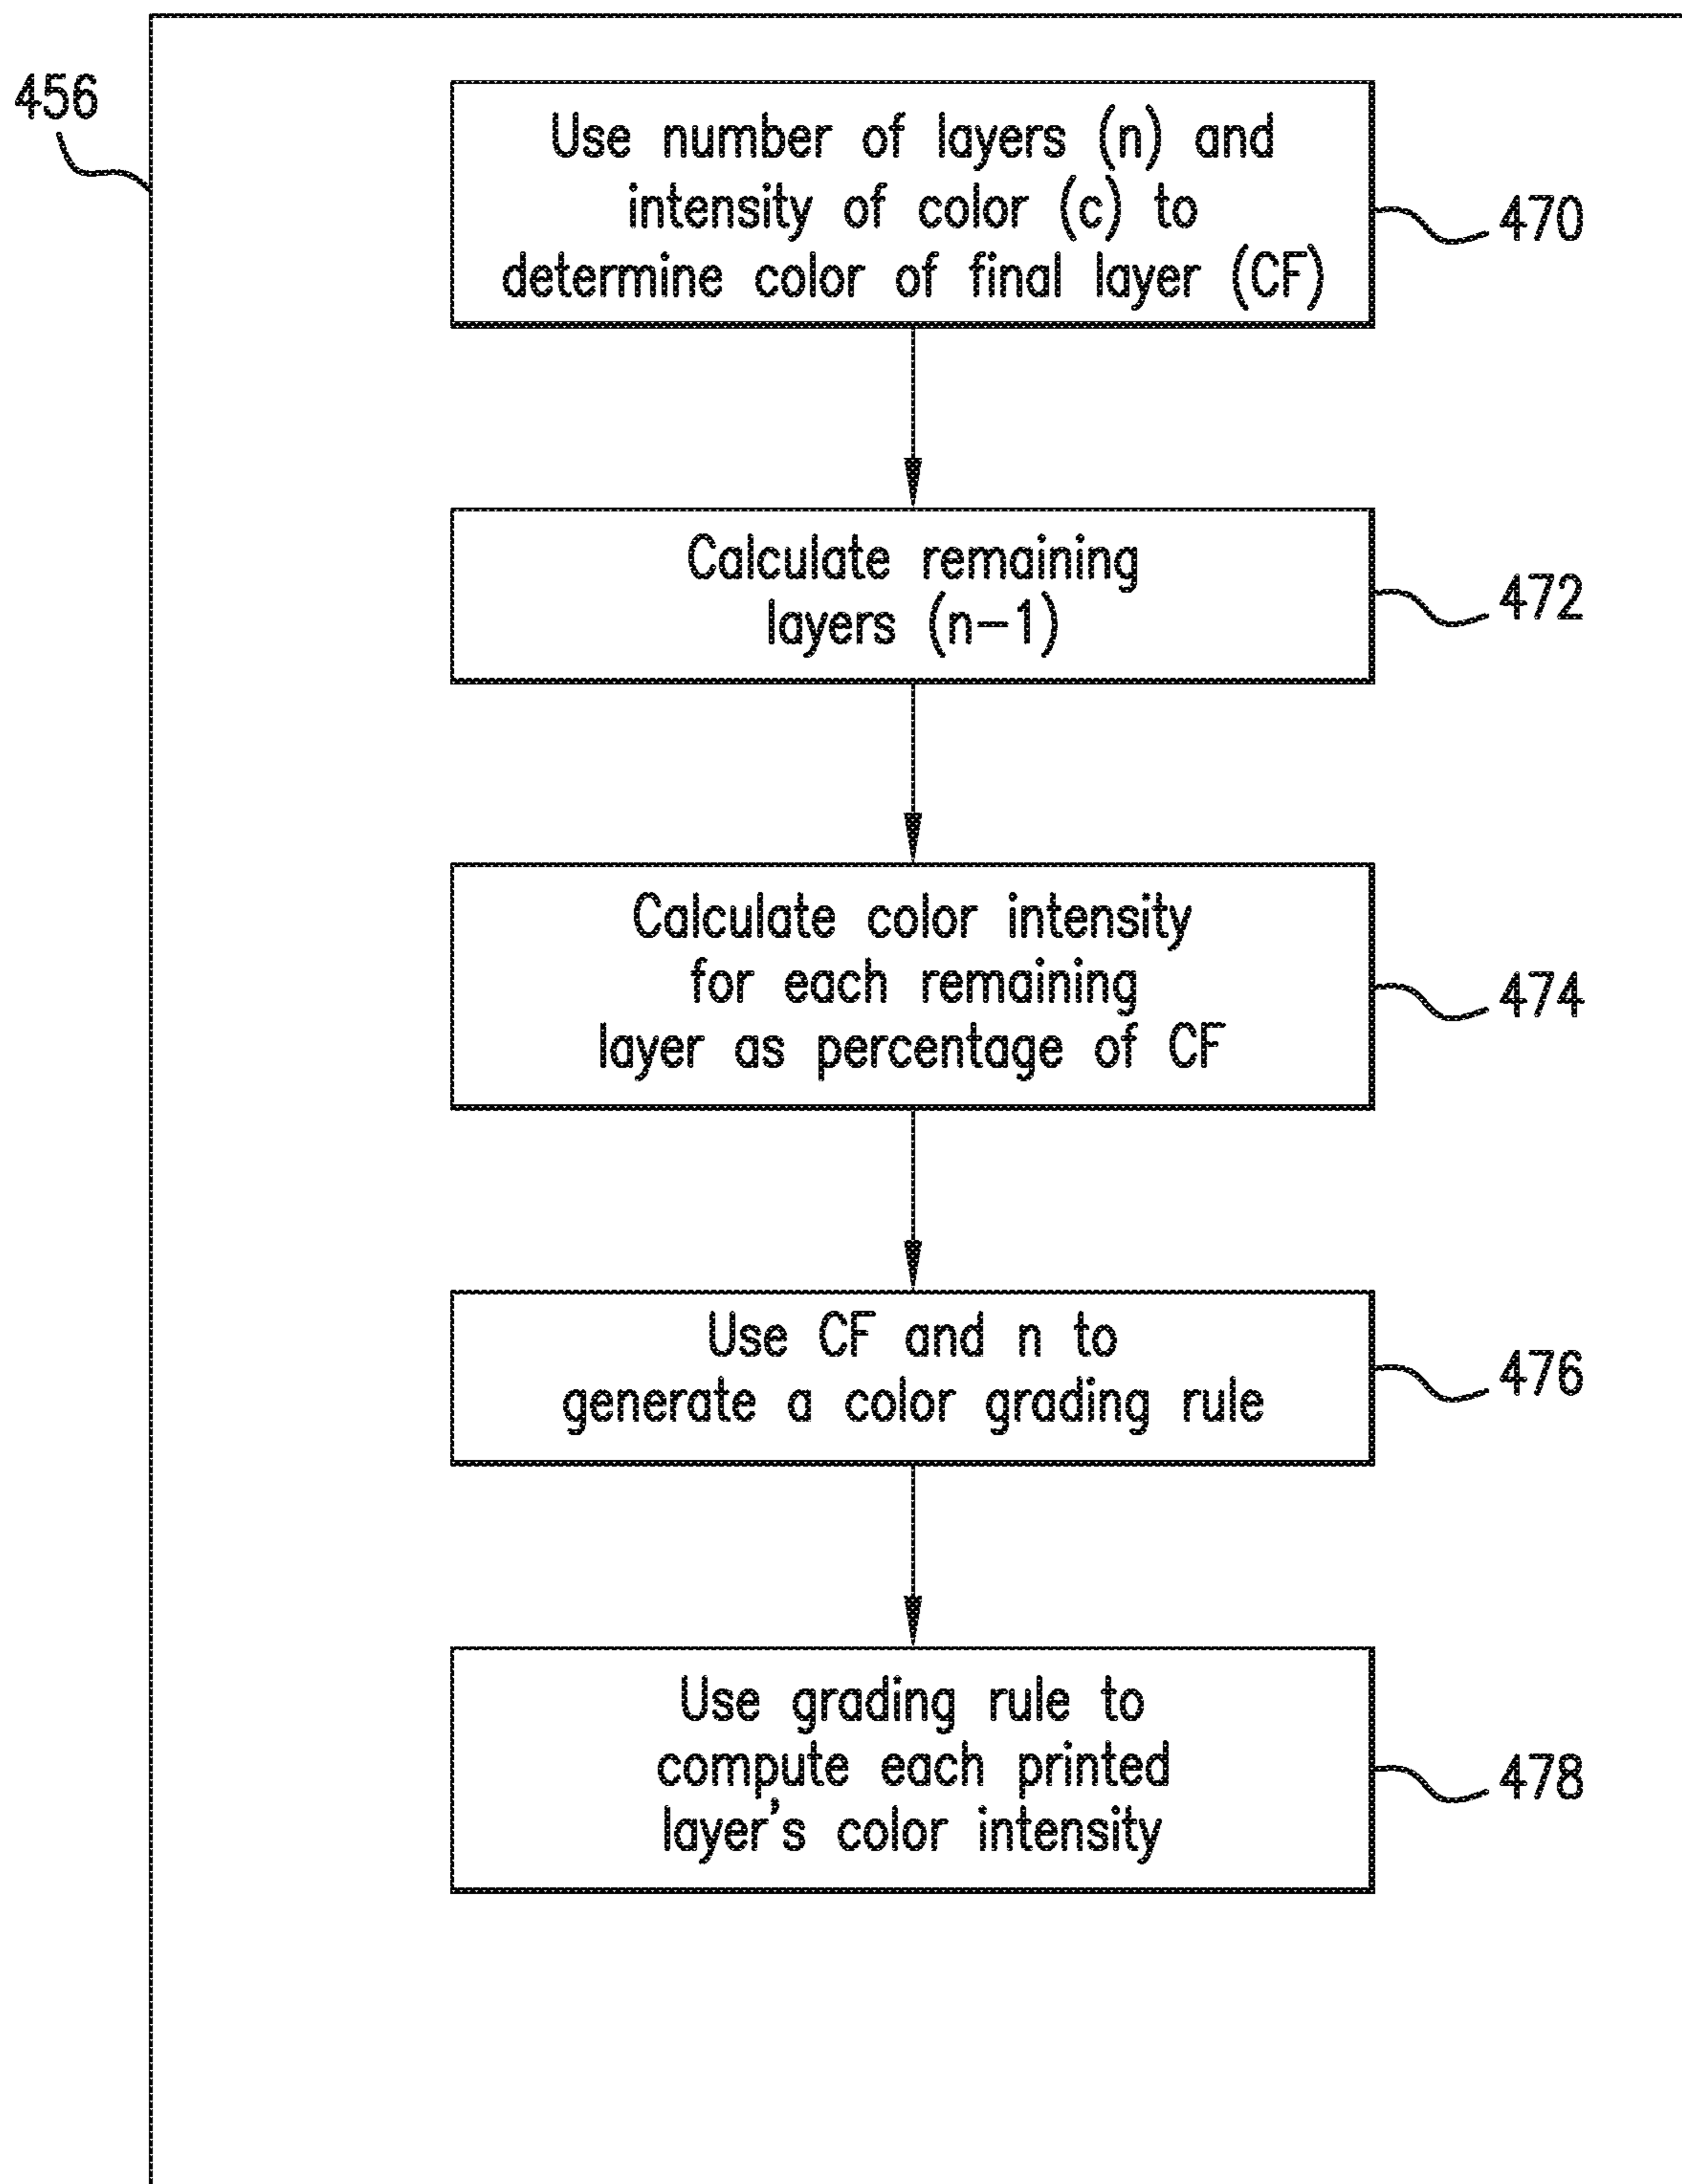 456
Use number of layers (n) and
intensity of color (c) to
determine color of final layer (CF)
470
Calculate remaining
layers (n-1)
472
Calculate color intensity
for each remaining
layer as percentage of CF
474
Use CF and n to
generate a color grading rule
476
Use grading rule to
compute each printed
layer's color intensity
478